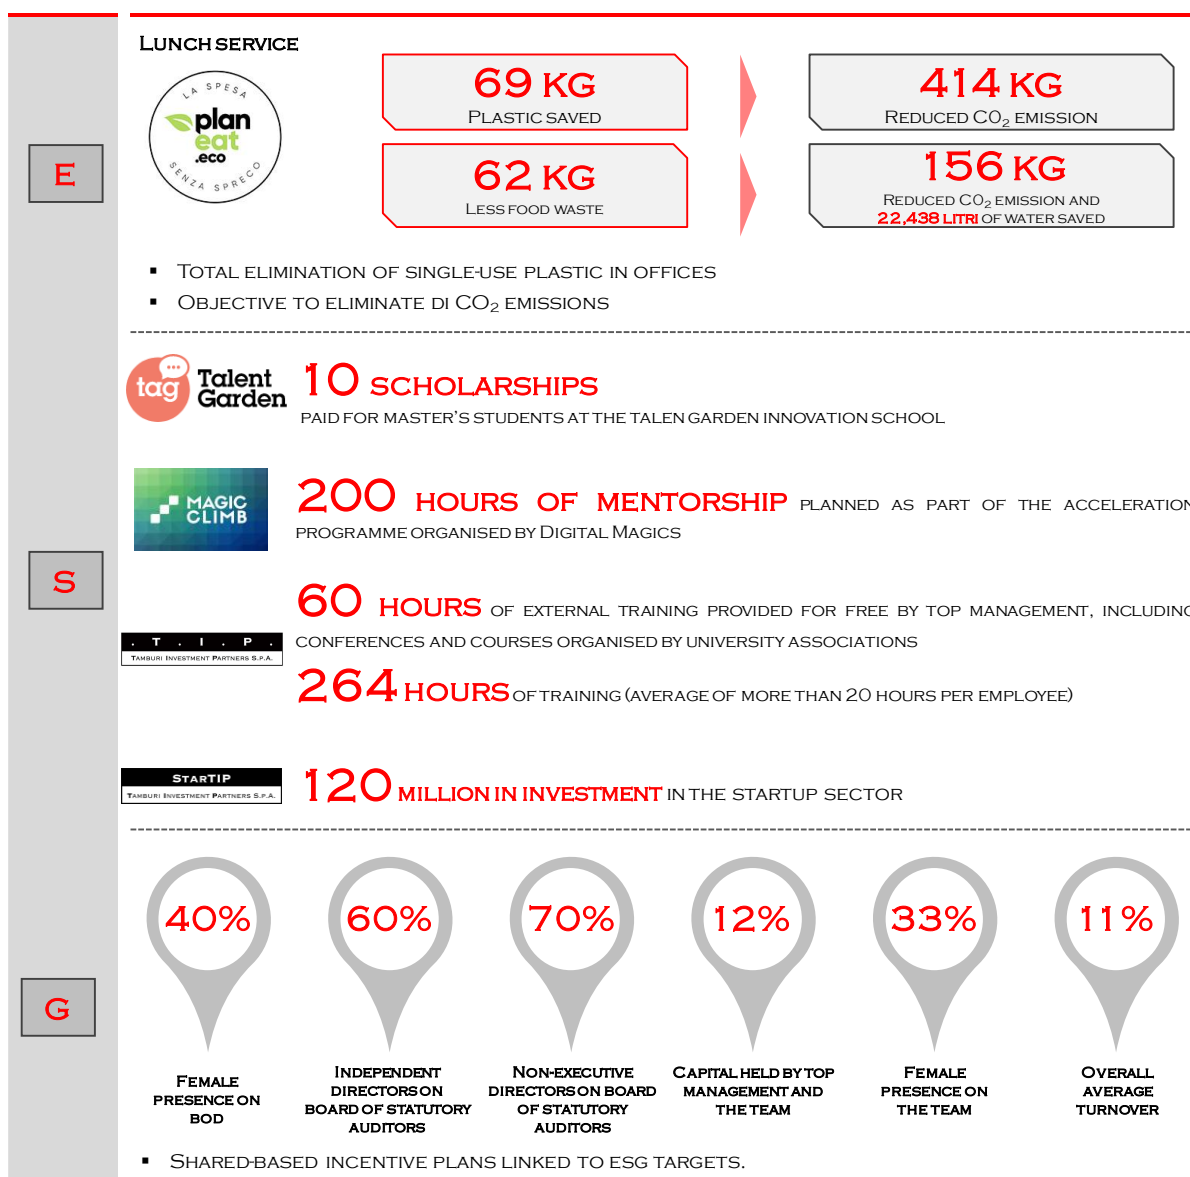 LUNCH SERVICE
LA SPESA
plan
eat
.eco
SENZA SPRECO
69 KG
PLASTIC SAVED
414 KG
REDUCED CO₂ EMISSION
E
62 KG
LESS FOOD WASTE
156 KG
REDUCED CO₂ EMISSION AND
22,438 LITRI OF WATER SAVED
▪ TOTAL ELIMINATION OF SINGLE-USE PLASTIC IN OFFICES
▪ OBJECTIVE TO ELIMINATE DI CO₂ EMISSIONS
tag
Talent
Garden
10 SCHOLARSHIPS
PAID FOR MASTER'S STUDENTS AT THE TALEN GARDEN INNOVATION SCHOOL
MAGIC
CLIMB
200 HOURS OF MENTORSHIP PLANNED AS PART OF THE ACCELERATION
PROGRAMME ORGANISED BY DIGITAL MAGICS
S
60 HOURS OF EXTERNAL TRAINING PROVIDED FOR FREE BY TOP MANAGEMENT, INCLUDING
CONFERENCES AND COURSES ORGANISED BY UNIVERSITY ASSOCIATIONS
. T . I . P .
TAMBURI INVESTMENT PARTNERS S.P.A.
264 HOURS OF TRAINING (AVERAGE OF MORE THAN 20 HOURS PER EMPLOYEE)
STARTIP
TAMBURI INVESTMENT PARTNERS S.P.A.
120 MILLION IN INVESTMENT IN THE STARTUP SECTOR
G
40%
60%
70%
12%
33%
11%
FEMALE
PRESENCE ON
BOD
INDEPENDENT
DIRECTORS ON
BOARD OF STATUTORY
AUDITORS
NON-EXECUTIVE
DIRECTORS ON BOARD
OF STATUTORY
AUDITORS
CAPITAL HELD BY TOP
MANAGEMENT AND
THE TEAM
FEMALE
PRESENCE ON
THE TEAM
OVERALL
AVERAGE
TURNOVER
▪ SHARED-BASED INCENTIVE PLANS LINKED TO ESG TARGETS.